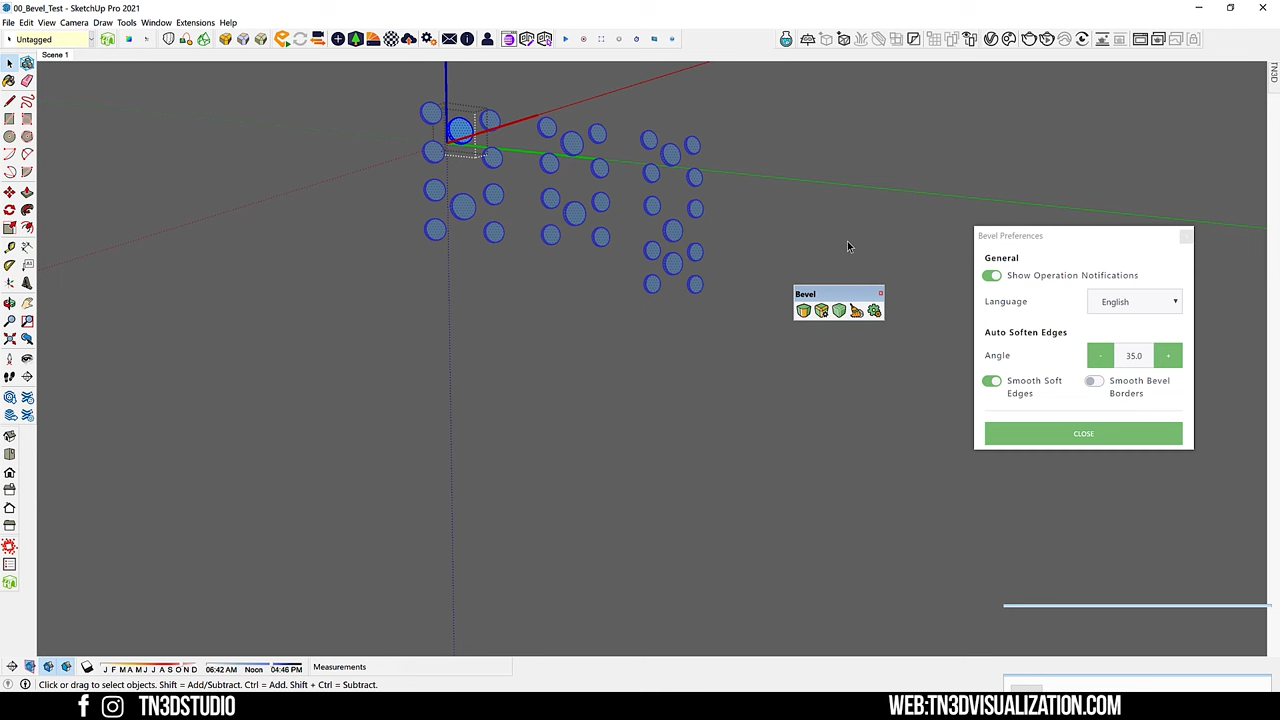 00_Bevel_Test - SketchUp Pro 2021
File Edit View Camera Draw Tools Window Extensions Help
Untagged
Scene 1
TN3D
Bevel
Bevel Preferences
General
Show Operation Notifications
Language English
Auto Soften Edges
Angle - 35.0 +
Smooth Soft Edges
Smooth Bevel Borders
CLOSE
J F M A M J J A S O N D 06:42 AM Noon 04:46 PM Measurements
Click or drag to select objects. Shift = Add/Subtract. Ctrl = Add. Shift + Ctrl = Subtract.
TN3DSTUDIO
WEB:TN3DVISUALIZATION.COM